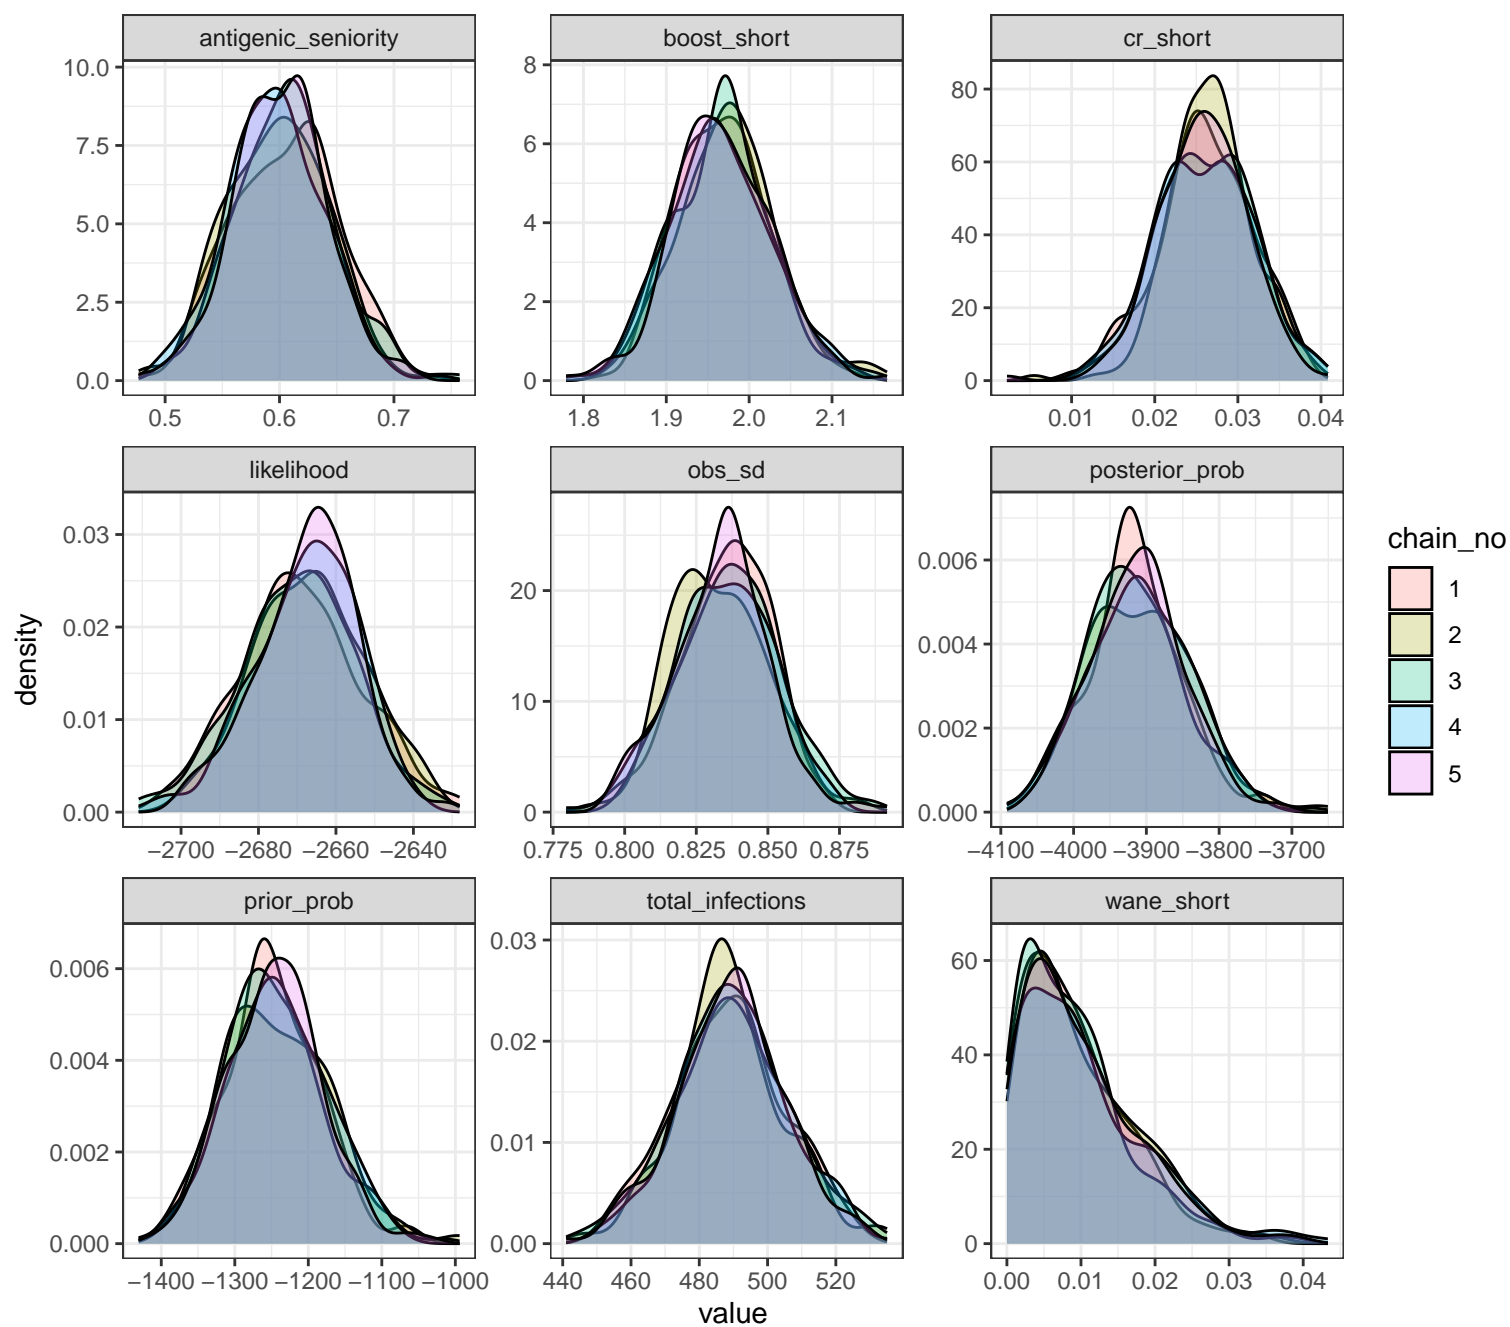 antigenic_seniority
boost_short
cr_short
10.0
7.5
5.0
2.5
0.0
0.5 0.6 0.7
8
6
4
2
0
1.8 1.9 2.0 2.1
80
60
40
20
0
0.01 0.02 0.03 0.04
likelihood
obs_sd
posterior_prob
0.03
0.02
0.01
0.00
−2700 −2680 −2660 −2640
20
10
0
0.775 0.800 0.825 0.850 0.875
0.006
0.004
0.002
0.000
−4100 −4000 −3900 −3800 −3700
prior_prob
total_infections
wane_short
0.006
0.004
0.002
0.000
−1400 −1300 −1200 −1100 −1000
0.03
0.02
0.01
0.00
440 460 480 500 520
60
40
20
0
0.00 0.01 0.02 0.03 0.04
density
value
chain_no
1
2
3
4
5